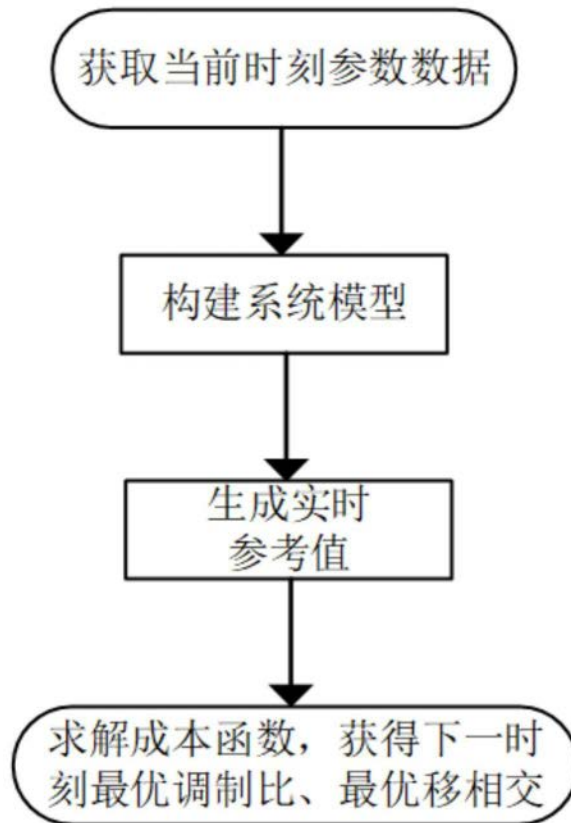 获取当前时刻参数数据
构建系统模型
生成实时
参考值
求解成本函数，获得下一时
刻最优调制比、最优移相交